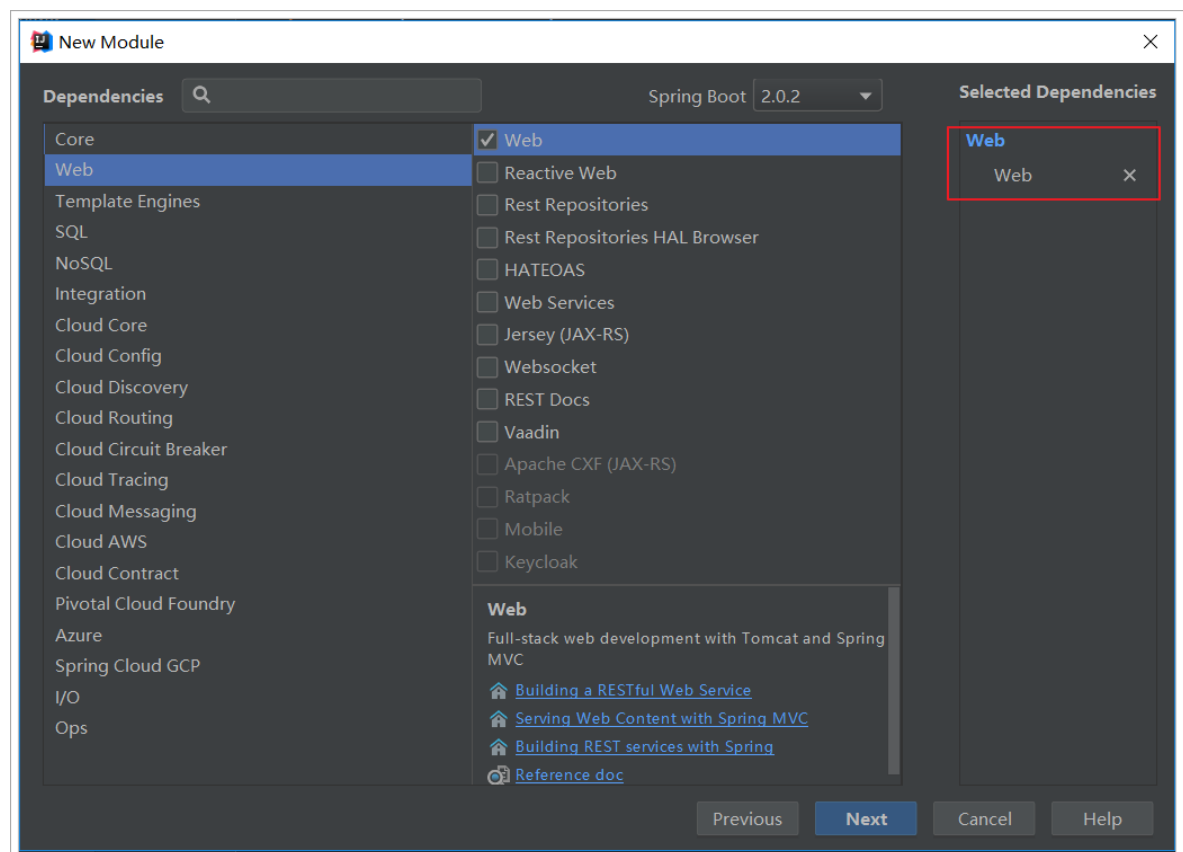 New Module
Dependencies
Spring Boot 2.0.2
Selected Dependencies
Core
Web
Template Engines
SQL
NoSQL
Integration
Cloud Core
Cloud Config
Cloud Discovery
Cloud Routing
Cloud Circuit Breaker
Cloud Tracing
Cloud Messaging
Cloud AWS
Cloud Contract
Pivotal Cloud Foundry
Azure
Spring Cloud GCP
I/O
Ops
Web
Reactive Web
Rest Repositories
Rest Repositories HAL Browser
HATEOAS
Web Services
Jersey (JAX-RS)
Websocket
REST Docs
Vaadin
Apache CXF (JAX-RS)
Ratpack
Mobile
Keycloak
Web
Full-stack web development with Tomcat and Spring
MVC
Building a RESTful Web Service
Serving Web Content with Spring MVC
Building REST services with Spring
Reference doc
Web
Web
Previous
Next
Cancel
Help